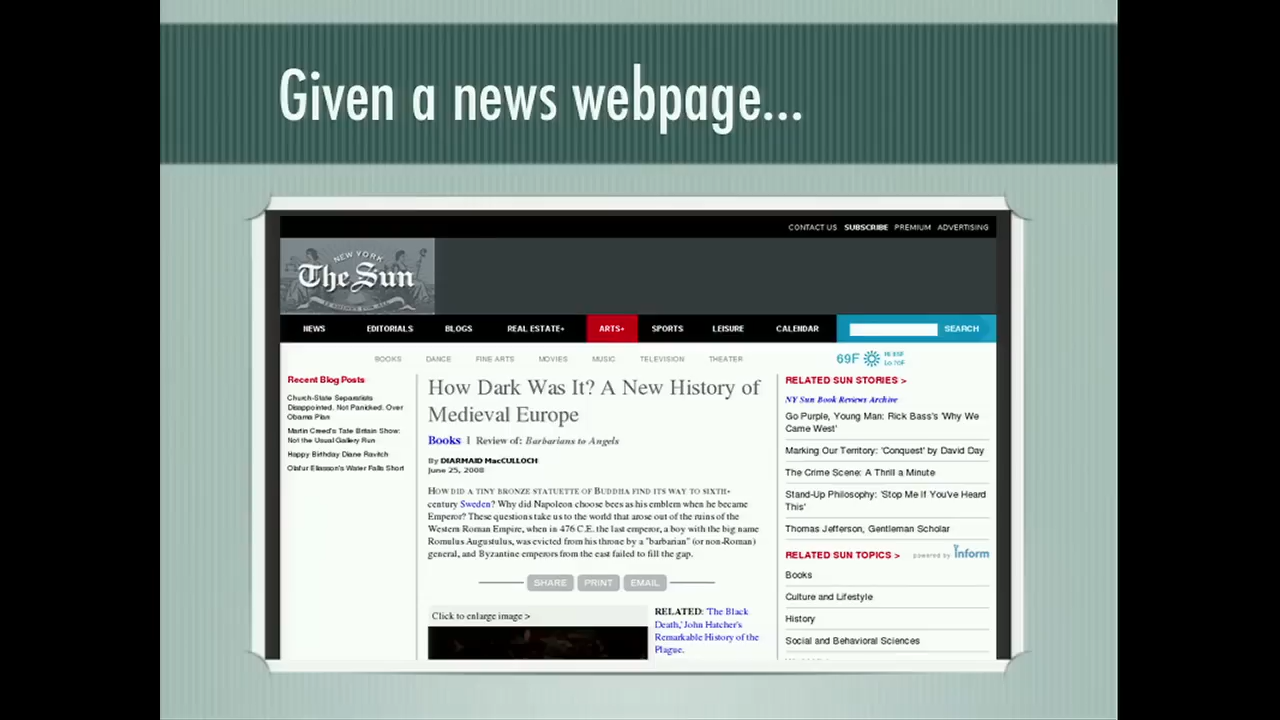 Given a news webpage...
CONTACT US SUBSCRIBE PREMIUM ADVERTISING
NEW YORK
The Sun
NEWS EDITORIALS BLOGS REAL ESTATE+ ARTS+ SPORTS LEISURE CALENDAR SEARCH
BOOKS DANCE FINE ARTS MOVIES MUSIC TELEVISION THEATER
69F
Recent Blog Posts
Church-State Separatists
Disappointed, Not Panicked, Over
Obama Plan
Martin Creed's Tate Britain Show:
Not the Usual Gallery Run
Happy Birthday Diane Ravitch
Olafur Eliasson's Water Falls Short
How Dark Was It? A New History of
Medieval Europe
Books | Review of: Barbarians to Angels
By DIARMAID MacCULLOCH
June 25, 2008
HOW DID A TINY BRONZE STATUETTE OF BUDDHA FIND ITS WAY TO SIXTH-
century Sweden? Why did Napoleon choose bees as his emblem when he became
Emperor? These questions take us to the world that arose out of the ruins of the
Western Roman Empire, when in 476 C.E. the last emperor, a boy with the big name
Romulus Augustulus, was evicted from his throne by a "barbarian" (or non-Roman)
general, and Byzantine emperors from the east failed to fill the gap.
SHARE PRINT EMAIL
Click to enlarge image >
RELATED: 'The Black
Death,' John Hatcher's
Remarkable History of the
Plague.
RELATED SUN STORIES >
NY Sun Book Reviews Archive
Go Purple, Young Man: Rick Bass's 'Why We
Came West'
Marking Our Territory: 'Conquest' by David Day
The Crime Scene: A Thrill a Minute
Stand-Up Philosophy: 'Stop Me If You've Heard
This'
Thomas Jefferson, Gentleman Scholar
RELATED SUN TOPICS > powered by inform
Books
Culture and Lifestyle
History
Social and Behavioral Sciences